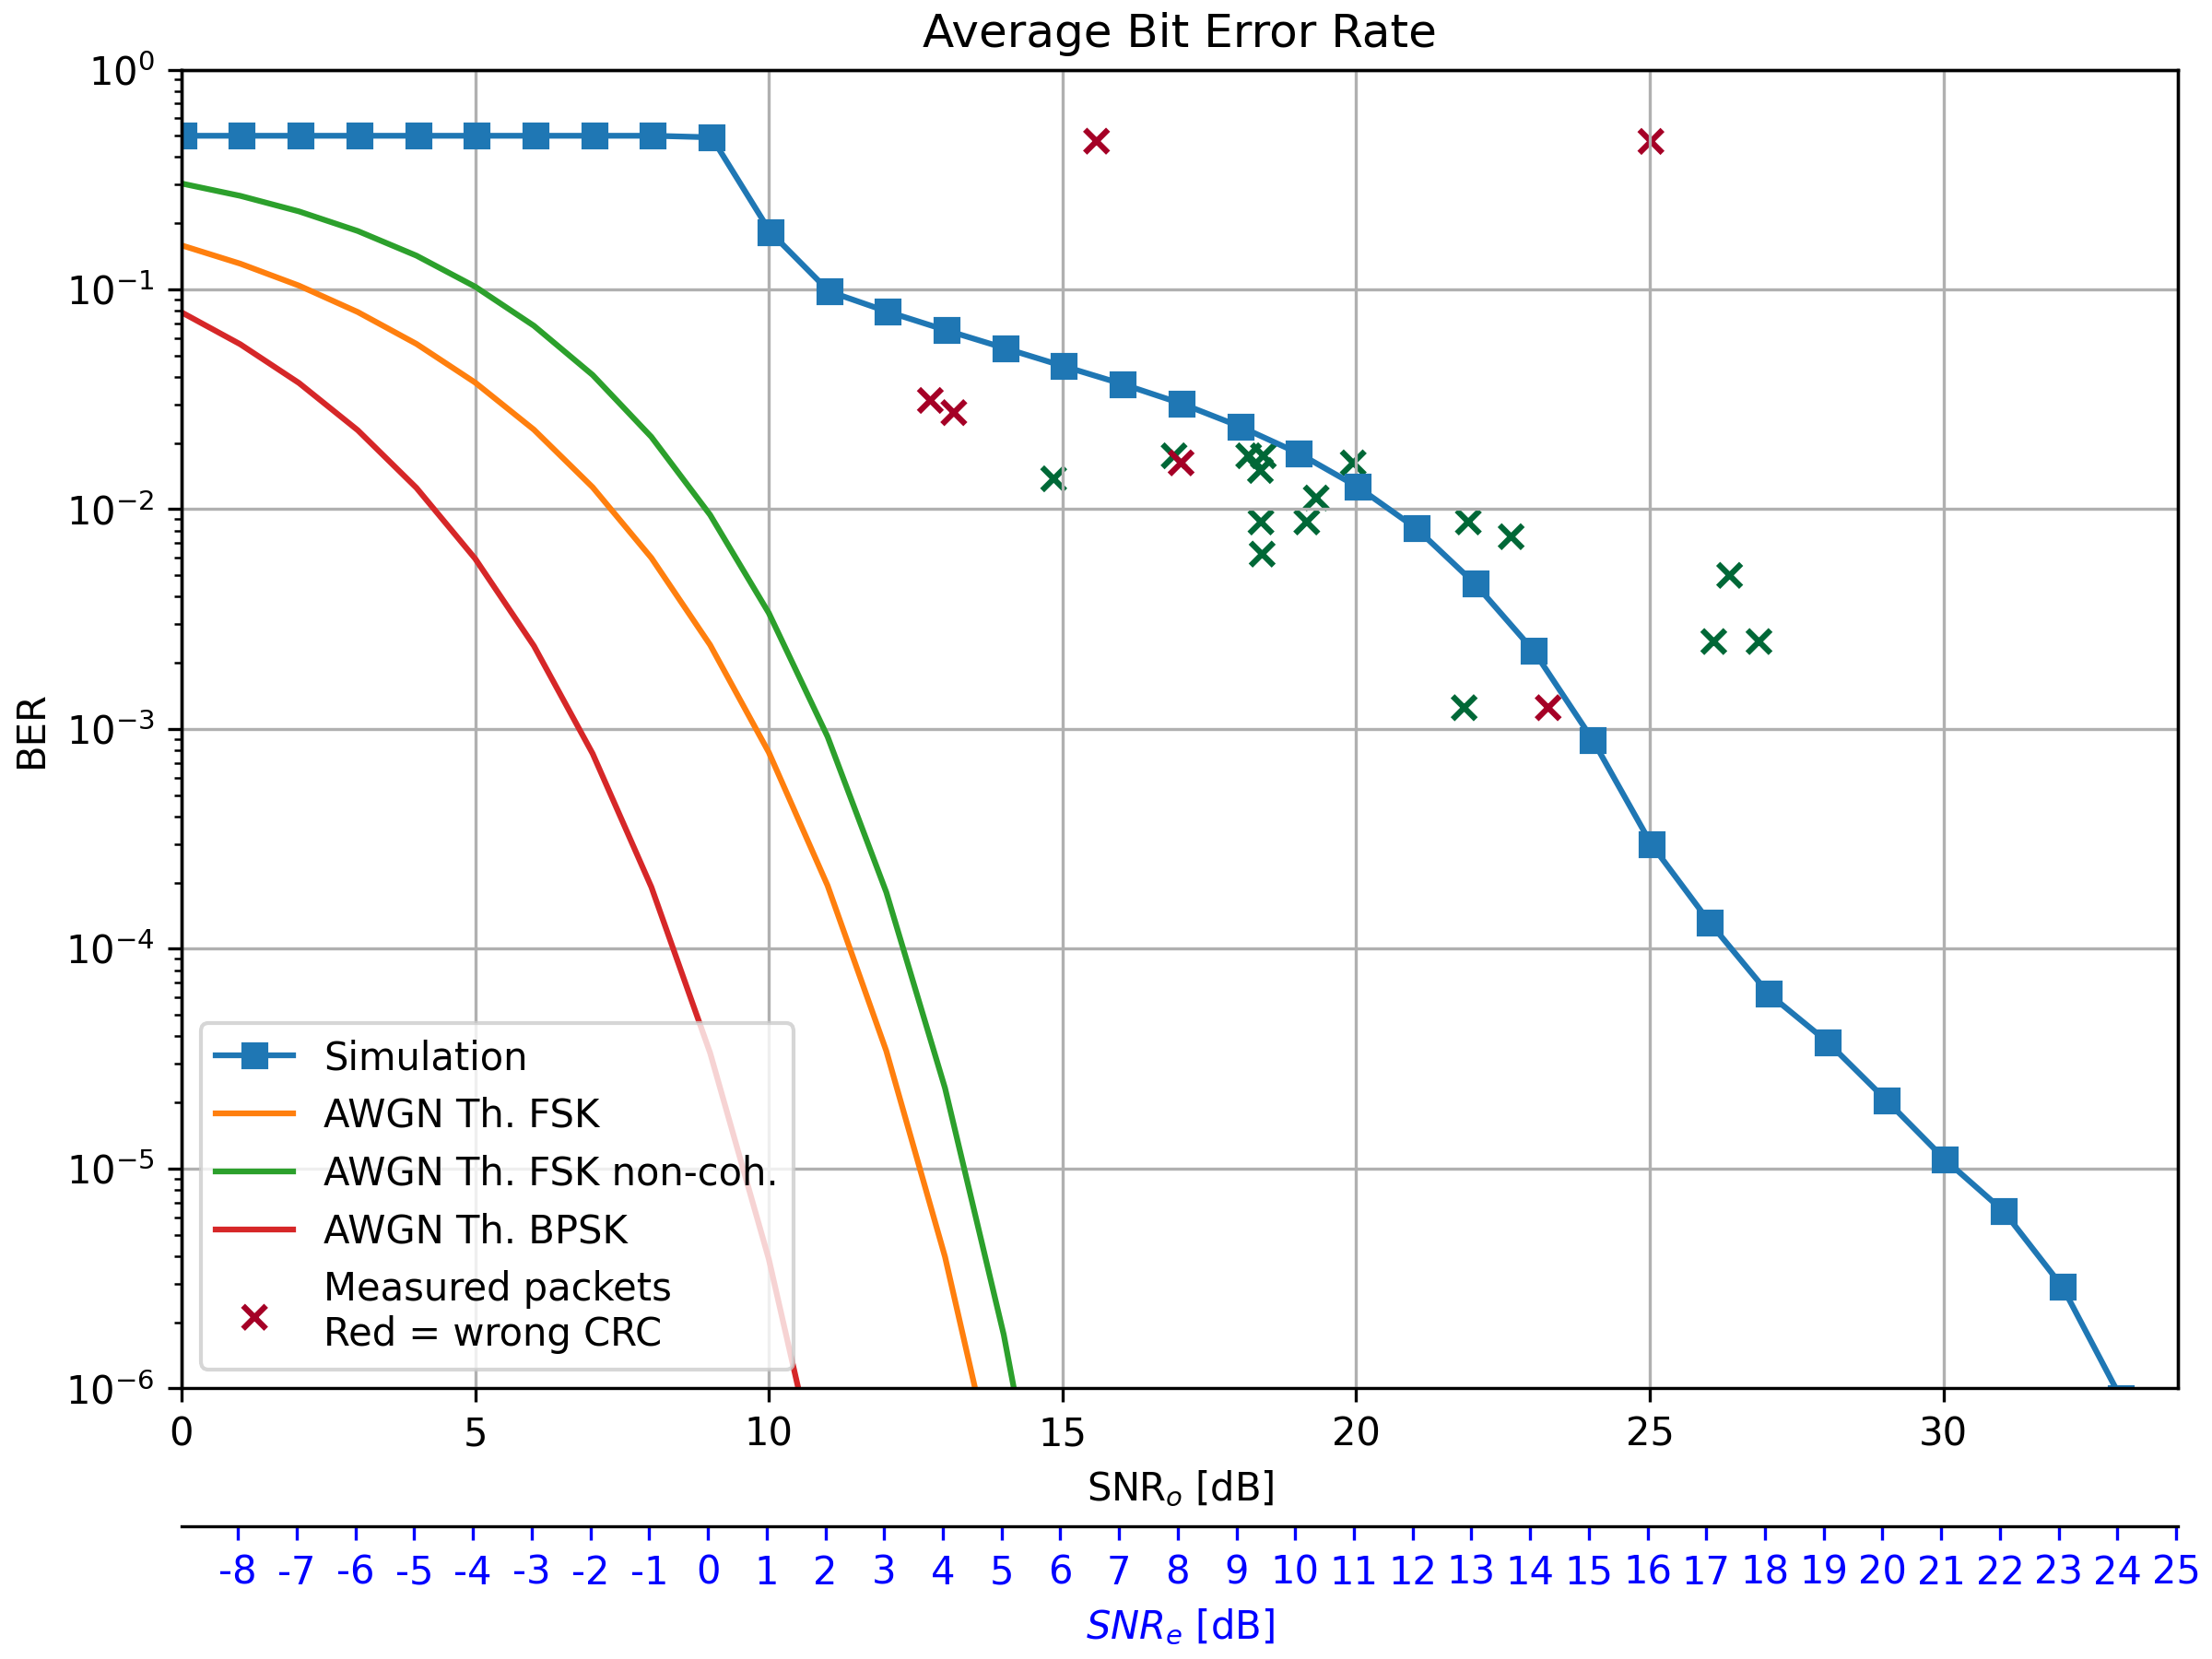 Average Bit Error Rate
10⁰
10⁻¹
10⁻²
10⁻³
10⁻⁴
10⁻⁵
10⁻⁶
BER
Simulation
AWGN Th. FSK
AWGN Th. FSK non-coh.
AWGN Th. BPSK
Measured packets
Red = wrong CRC
0 5 10 15 20 25 30
SNRₒ [dB]
-8 -7 -6 -5 -4 -3 -2 -1 0 1 2 3 4 5 6 7 8 9 10 11 12 13 14 15 16 17 18 19 20 21 22 23 24 25
SNRₑ [dB]